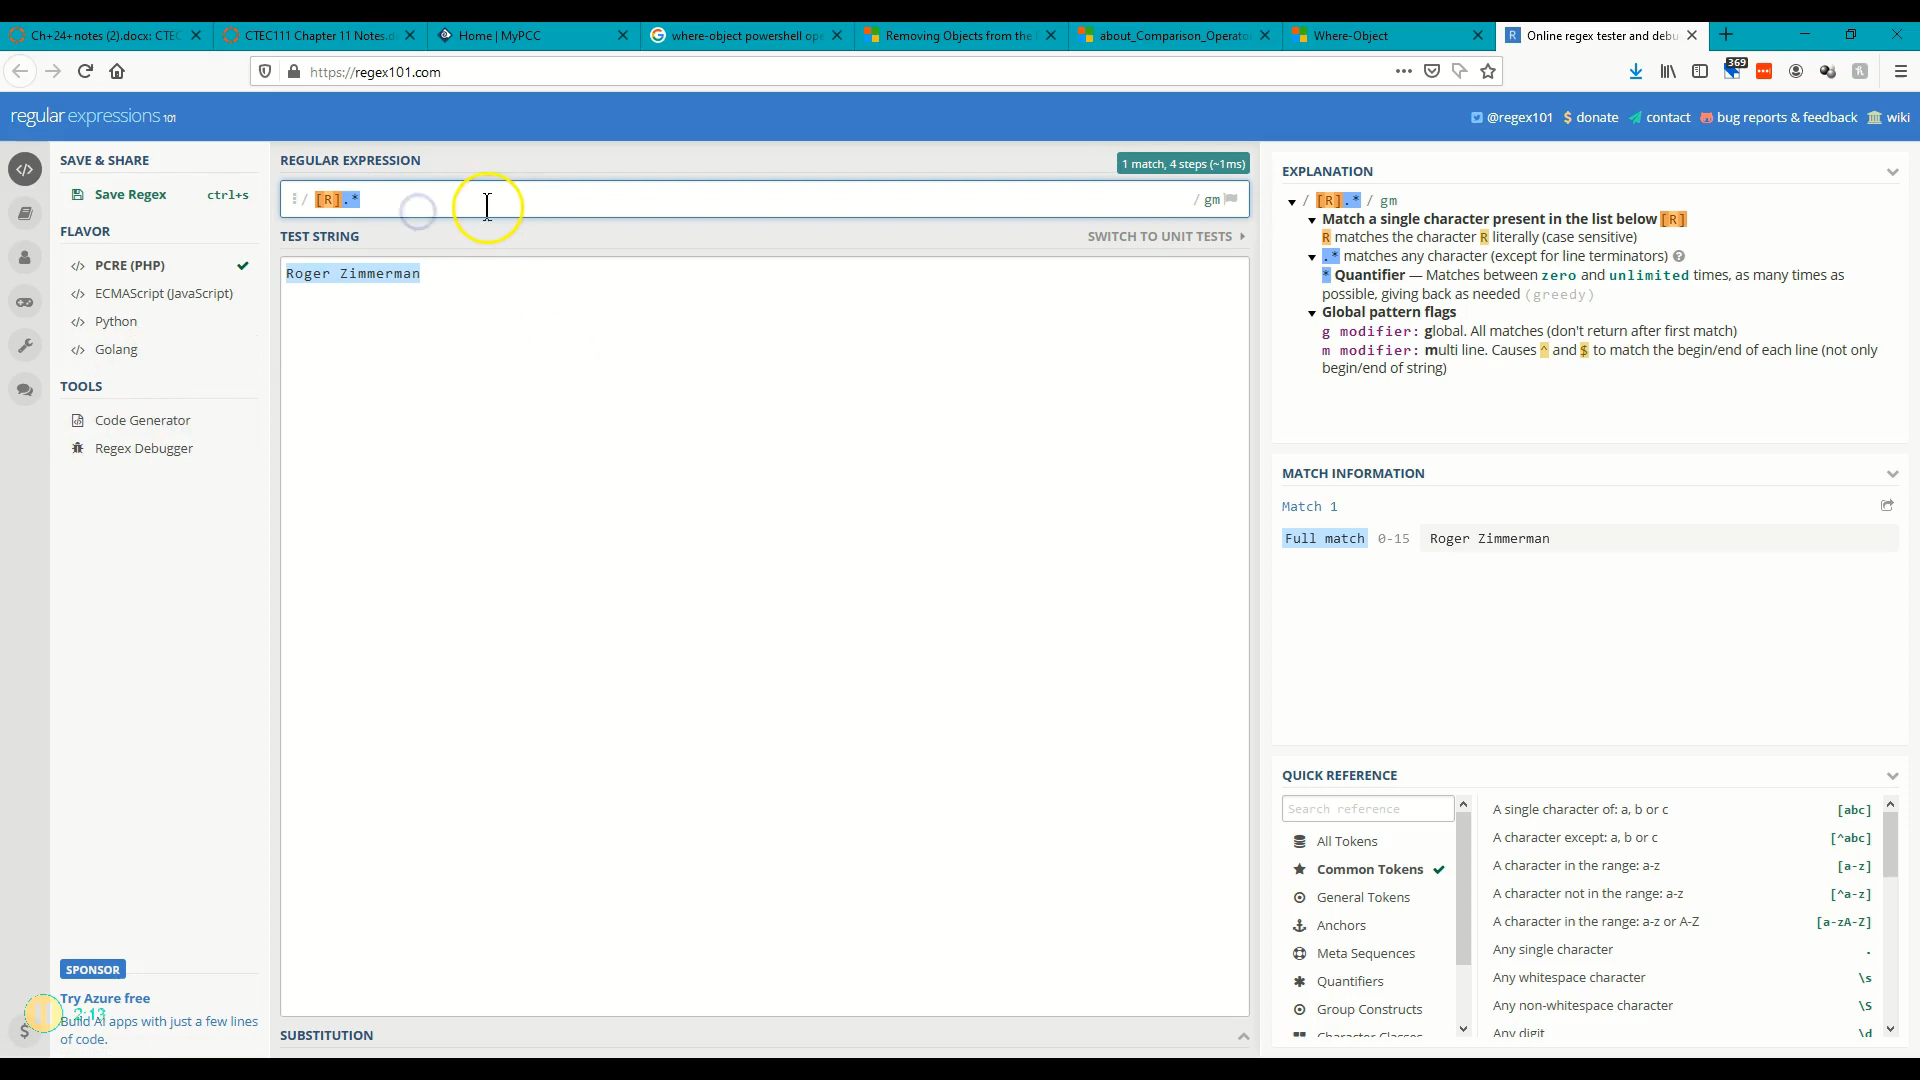 Ch+24+notes (2).docx: CTEC
CTEC111 Chapter 11 Notes.d
Home | MyPCC
where-object powershell ope
Removing Objects from the
about_Comparison_Operato
Where-Object
Online regex tester and debu
https://regex101.com
369
regular expressions 101
@regex101
$ donate
contact
bug reports & feedback
wiki
SAVE & SHARE
Save Regex ctrl+s
FLAVOR
</> PCRE (PHP)
</> ECMAScript (JavaScript)
</> Python
</> Golang
TOOLS
Code Generator
Regex Debugger
SPONSOR
Try Azure free
2:13
Build AI apps with just a few lines
of code.
$
REGULAR EXPRESSION
1 match, 4 steps (~1ms)
/ [R].* / gm
TEST STRING
SWITCH TO UNIT TESTS
Roger Zimmerman
SUBSTITUTION
EXPLANATION
/ [R].* / gm
Match a single character present in the list below [R]
R matches the character R literally (case sensitive)
.* matches any character (except for line terminators)
* Quantifier — Matches between zero and unlimited times, as many times as
possible, giving back as needed (greedy)
Global pattern flags
g modifier: global. All matches (don't return after first match)
m modifier: multi line. Causes ^ and $ to match the begin/end of each line (not only
begin/end of string)
MATCH INFORMATION
Match 1
Full match 0-15 Roger Zimmerman
QUICK REFERENCE
Search reference
All Tokens
Common Tokens
General Tokens
Anchors
Meta Sequences
Quantifiers
Group Constructs
Character Classes
A single character of: a, b or c [abc]
A character except: a, b or c [^abc]
A character in the range: a-z [a-z]
A character not in the range: a-z [^a-z]
A character in the range: a-z or A-Z [a-zA-Z]
Any single character .
Any whitespace character \s
Any non-whitespace character \S
Any digit \d